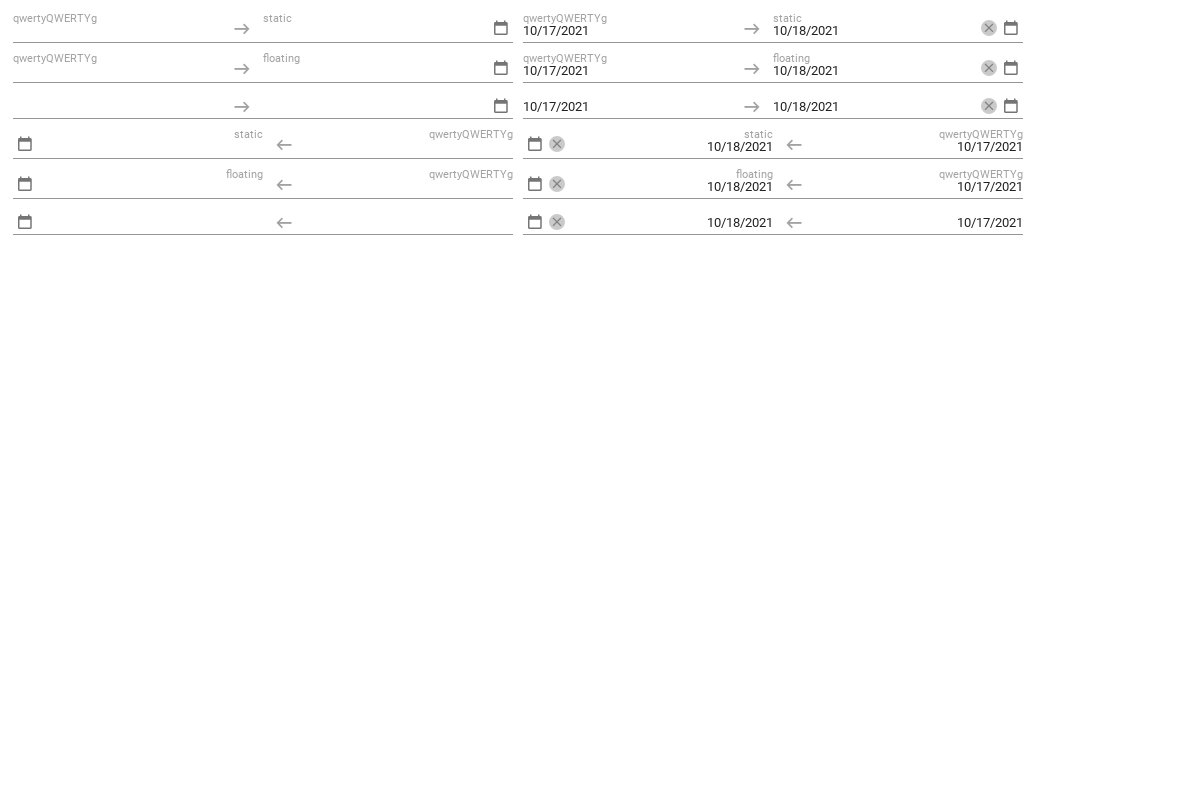 qwertyQWERTYg static qwertyQWERTYg static
10/17/2021 10/18/2021
qwertyQWERTYg floating qwertyQWERTYg floating
10/17/2021 10/18/2021
10/17/2021 10/18/2021
static qwertyQWERTYg static qwertyQWERTYg
10/18/2021 10/17/2021
floating qwertyQWERTYg floating qwertyQWERTYg
10/18/2021 10/17/2021
10/18/2021 10/17/2021